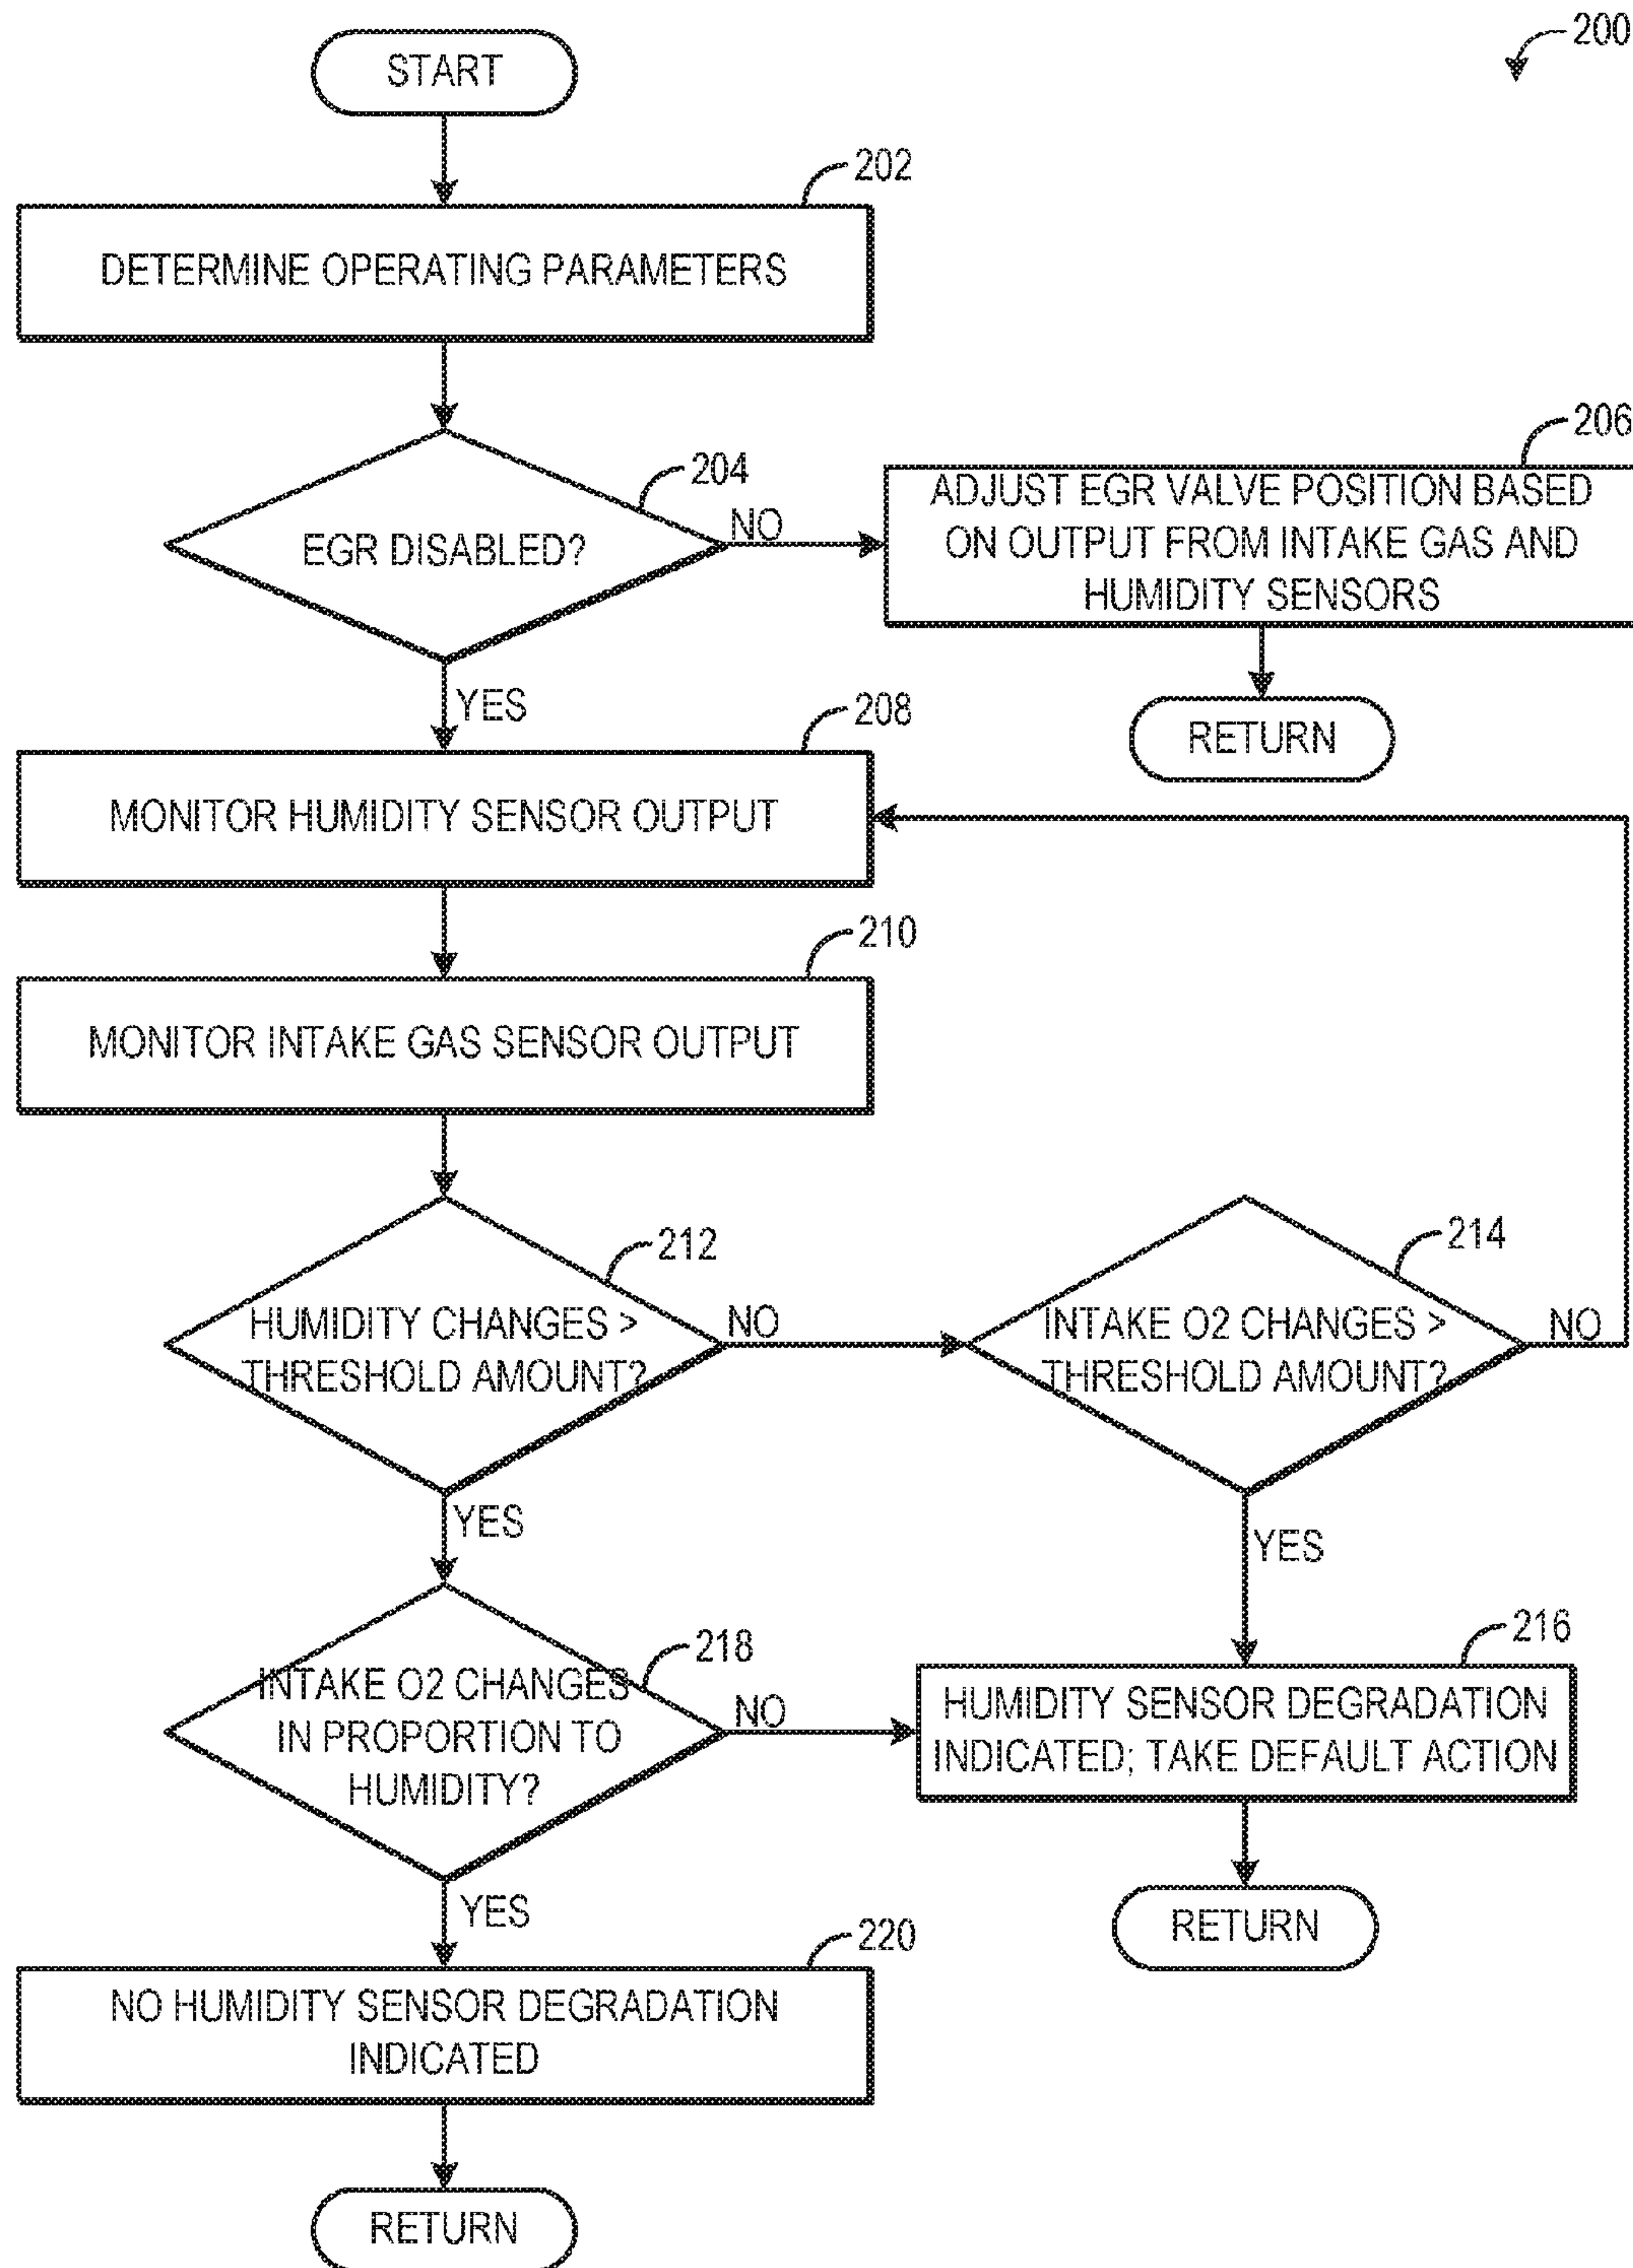 200
START
202
DETERMINE OPERATING PARAMETERS
204
EGR DISABLED?
NO
206
ADJUST EGR VALVE POSITION BASED
ON OUTPUT FROM INTAKE GAS AND
HUMIDITY SENSORS
RETURN
YES
208
MONITOR HUMIDITY SENSOR OUTPUT
210
MONITOR INTAKE GAS SENSOR OUTPUT
212
HUMIDITY CHANGES >
THRESHOLD AMOUNT?
NO
214
INTAKE O2 CHANGES >
THRESHOLD AMOUNT?
NO
YES
YES
218
INTAKE O2 CHANGES
IN PROPORTION TO
HUMIDITY?
NO
216
HUMIDITY SENSOR DEGRADATION
INDICATED; TAKE DEFAULT ACTION
RETURN
YES
220
NO HUMIDITY SENSOR DEGRADATION
INDICATED
RETURN